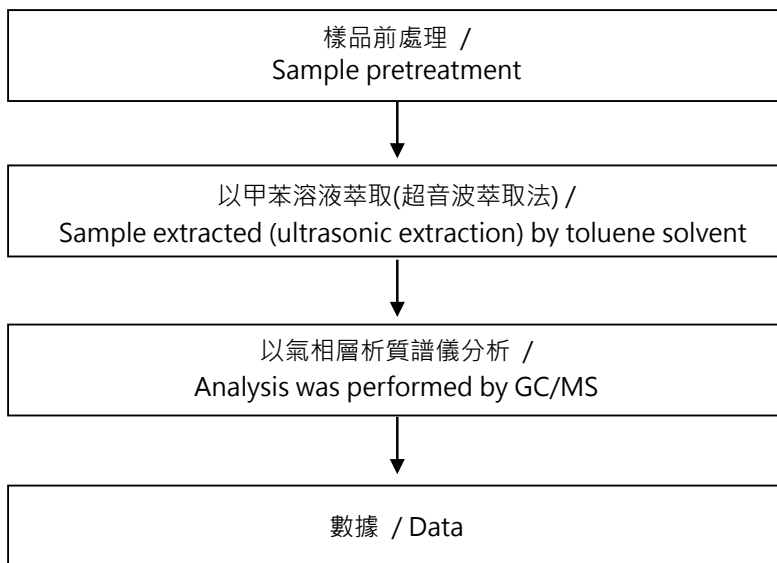 樣品前處理 /
Sample pretreatment
以甲苯溶液萃取(超音波萃取法) /
Sample extracted (ultrasonic extraction) by toluene solvent
以氣相層析質譜儀分析 /
Analysis was performed by GC/MS
數據 / Data